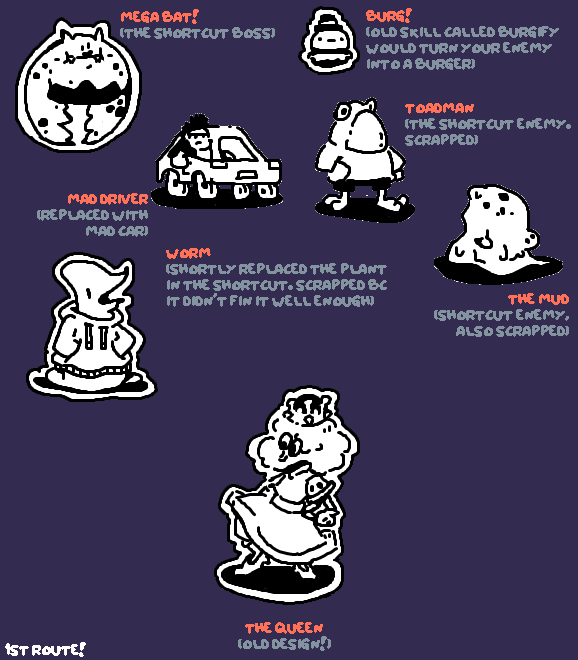 MEGA BAT!
(THE SHORTCUT BOSS)
BURG!
(OLD SKILL CALLED BURGIFY
WOULD TURN YOUR ENEMY
INTO A BURGER)
TOADMAN
(THE SHORTCUT ENEMY.
SCRAPPED)
MAD DRIVER
(REPLACED WITH
MAD CAR)
WORM
(SHORTLY REPLACED THE PLANT
IN THE SHORTCUT. SCRAPPED BC
IT DIDN'T FIN IT WELL ENOUGH)
THE MUD
(SHORTCUT ENEMY,
ALSO SCRAPPED)
THE QUEEN
(OLD DESIGN!)
1ST ROUTE!